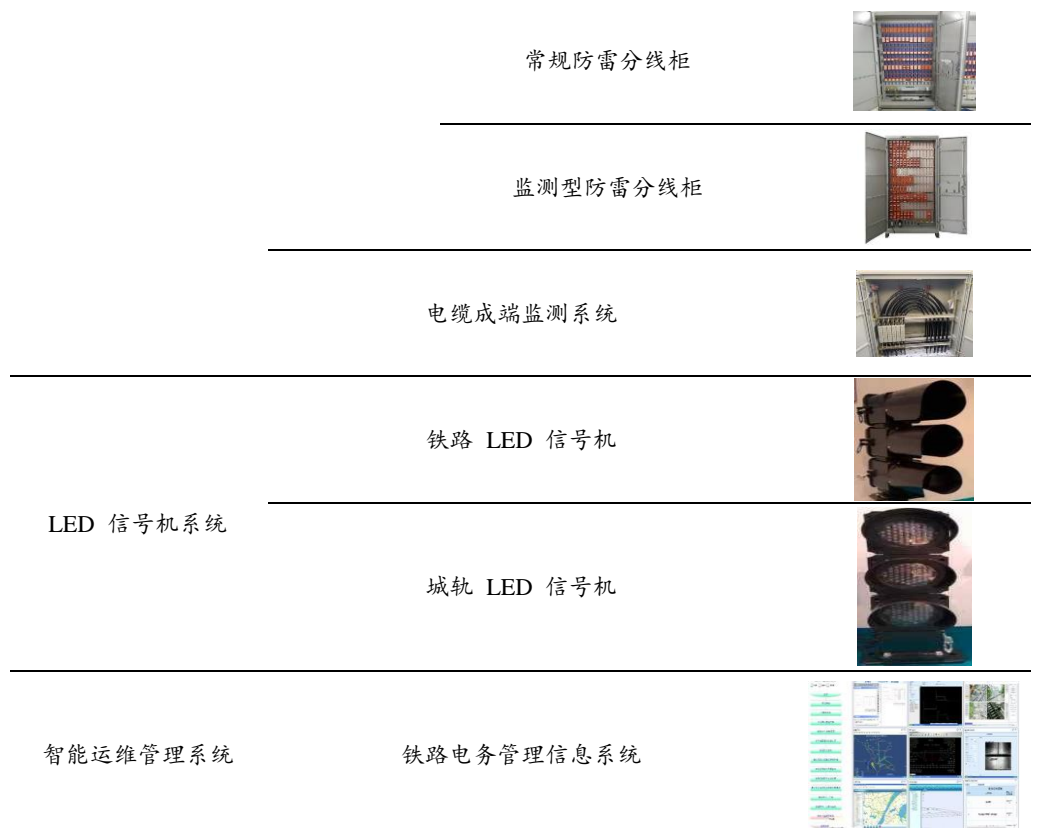 常规防雷分线柜
监测型防雷分线柜
电缆成端监测系统
铁路 LED 信号机
LED 信号机系统
城轨 LED 信号机
智能运维管理系统
铁路电务管理信息系统